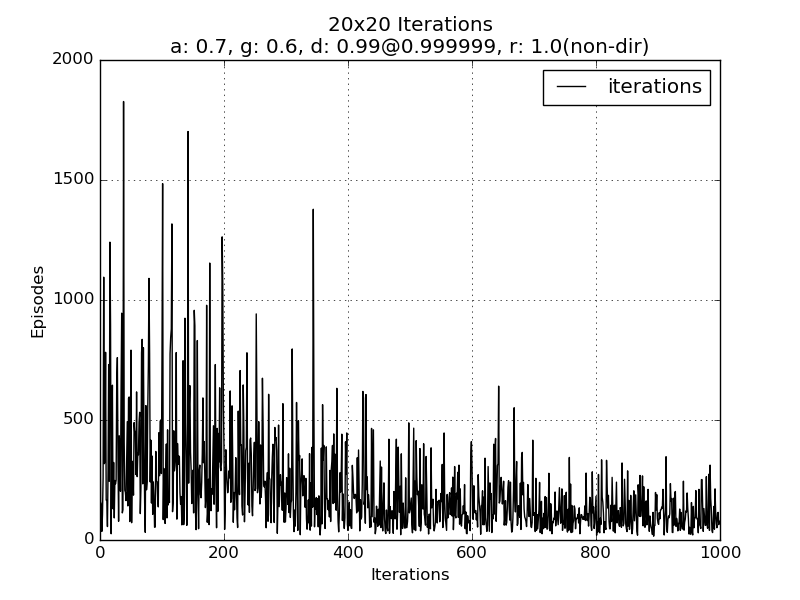 20x20 Iterations
a: 0.7, g: 0.6, d: 0.99@0.999999, r: 1.0(non-dir)
iterations
2000
1500
1000
500
0
Episodes
0 200 400 600 800 1000
Iterations